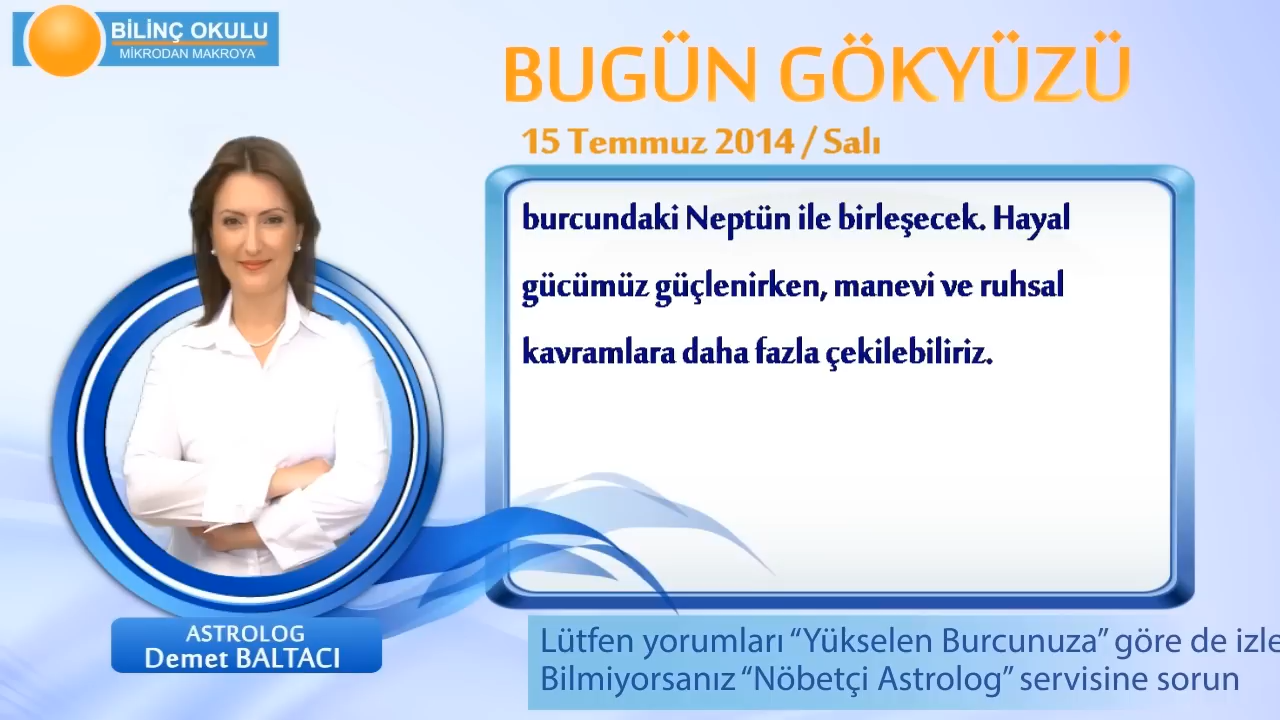 BİLİNÇ OKULU
MİKRODAN MAKROYA
BUGÜN GÖKYÜZÜ
15 Temmuz 2014 / Salı
burcundaki Neptün ile birleşecek. Hayal
gücümüz güçlenirken, manevi ve ruhsal
kavramlara daha fazla çekilebiliriz.
ASTROLOG
Demet BALTACI
Lütfen yorumları “Yükselen Burcunuza” göre de izle
Bilmiyorsanız “Nöbetçi Astrolog” servisine sorun